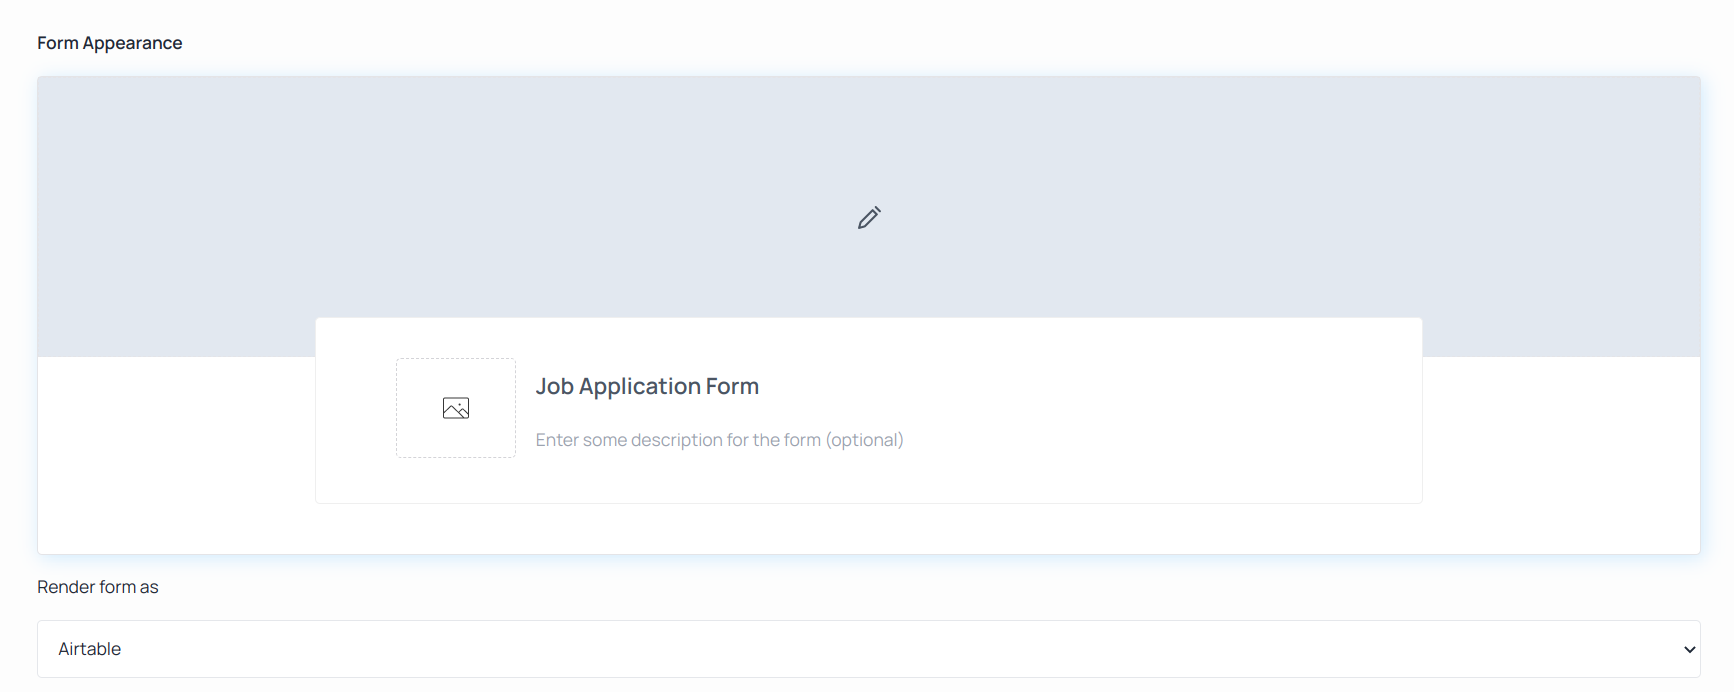 Form Appearance
Job Application Form
Enter some description for the form (optional)
Render form as
Airtable